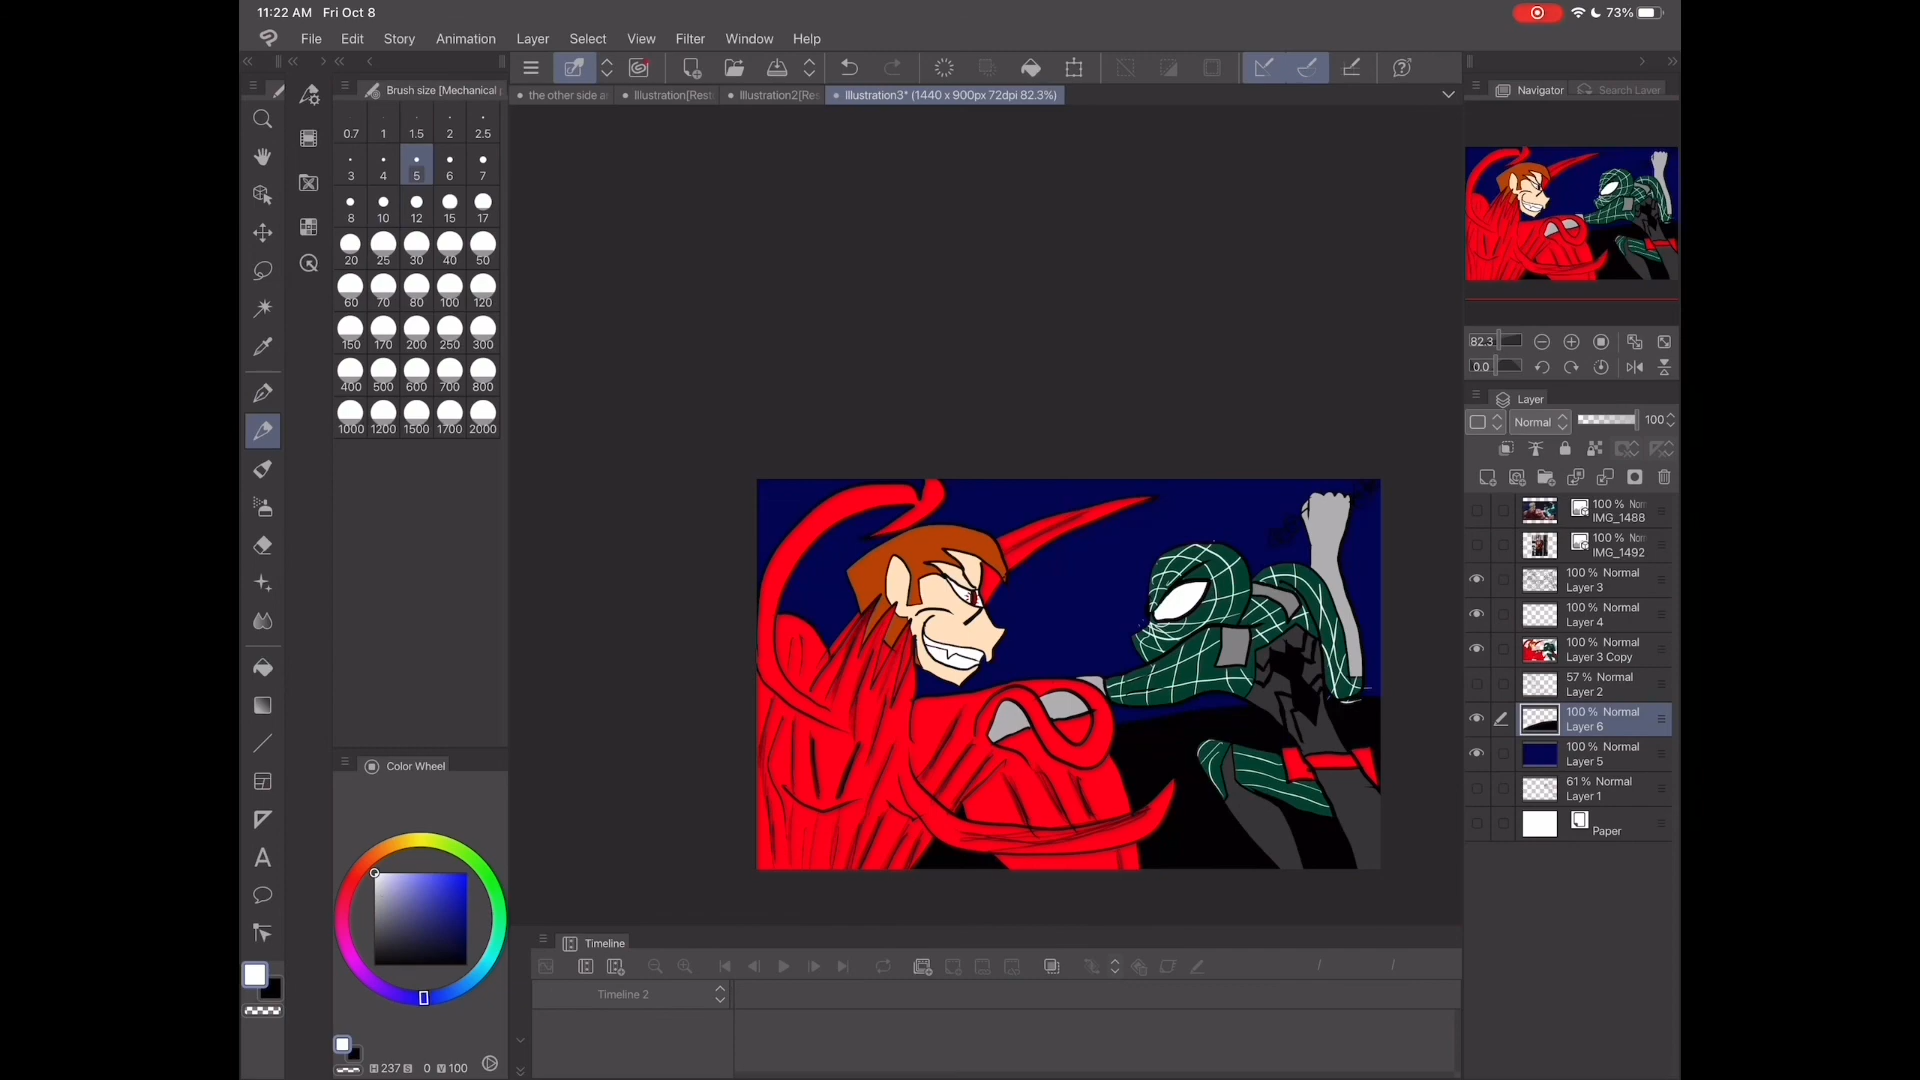 11:22 AM Fri Oct 8
73%
File Edit Story Animation Layer Select View Filter Window Help
Brush size [Mechanical
the other side
Illustration[Rest
Illustration2[Res
Illustration3* (1440 x 900px 72dpi 82.3%)
Navigator
Search Layer
0.7 1 1.5 2 2.5
3 4 5 6 7
8 10 12 15 17
20 25 30 40 50
60 70 80 100 120
150 170 200 250 300
400 500 600 700 800
1000 1200 1500 1700 2000
82.3
0.0
Layer
Normal
100
100 %
IMG_1488
100 %
IMG_1492
100 % Normal
Layer 3
100 % Normal
Layer 4
100 % Normal
Layer 3 Copy
57 % Normal
Layer 2
100 % Normal
Layer 6
100 % Normal
Layer 5
61 % Normal
Layer 1
Paper
Color Wheel
H 237 S 0 V 100
Timeline
Timeline 2